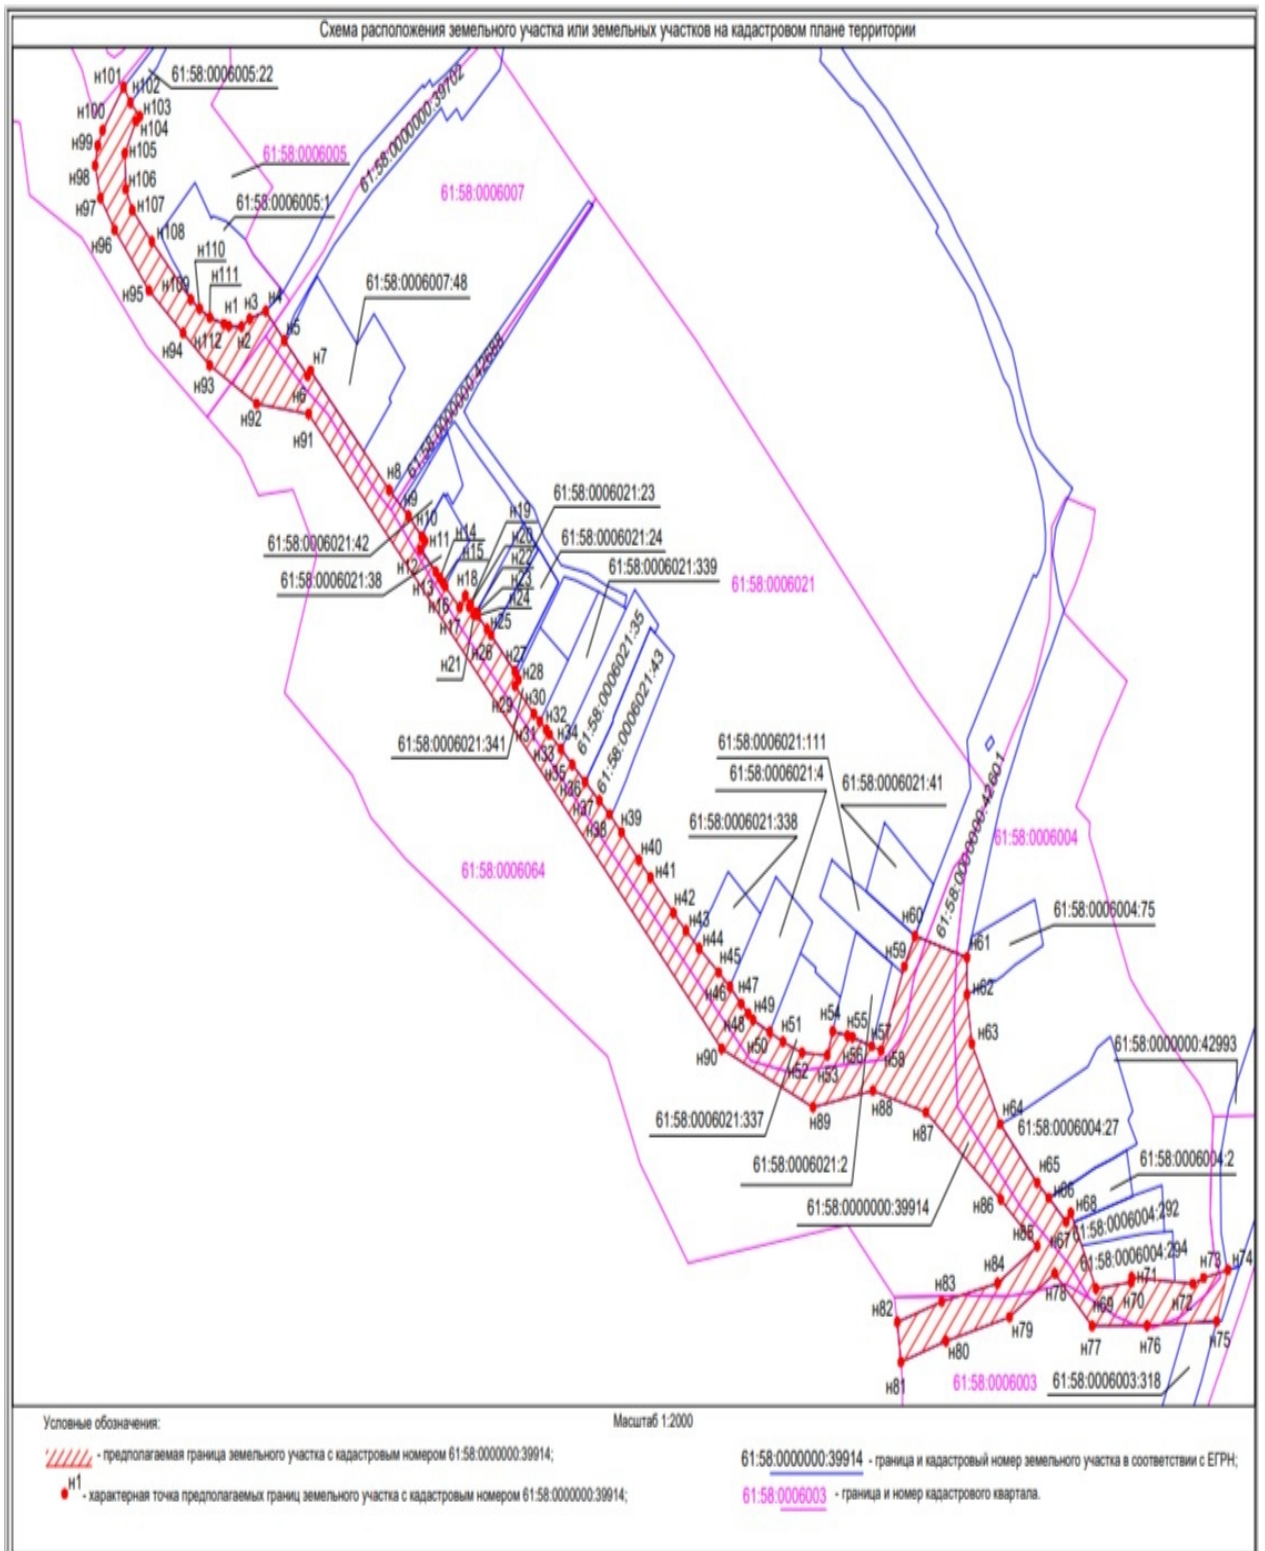 Схема расположения земельного участка или земельных участков на кадастровом плане территории
н101
н102
61:58:0006005:22
н100
н103
н104
н99
н105
61:58:0006005
61:58:0000000:39702
н98
н106
61:58:0006007
н97
н107
61:58:0006005:1
н96
н108
н110
н111
н109
61:58:0006007:48
н95
н1
н3
н4
н112
н2
н5
н94
н7
н93
н6
н92
н91
61:58:0000000:42688
н8
н9
н10
н19
61:58:0006021:23
61:58:0006021:42
н11
н14
н20
61:58:0006021:24
н15
н22
61:58:0006021:339
61:58:0006021:38
н12
н13
н18
н23
61:58:0006021
н16
н24
н17
н25
н21
н26
н27
н28
61:58:0006021:35
61:58:0006021:43
н29
н30
н32
61:58:0006021:341
н31
н34
н33
н35
61:58:0006021:111
н36
61:58:0006021:4
61:58:0006021:41
н37
н38
н39
61:58:0006021:338
61:58:0000000:42601
61:58:0006004
н40
61:58:0006064
н41
н42
н43
н60
61:58:0006004:75
н44
н61
н45
н59
н46
н47
н62
н49
н48
н51
н54
н55
н57
н63
61:58:0000000:42993
н90
н50
н52
н53
н56
н58
н88
н89
н87
н64
61:58:0006021:337
61:58:0006004:27
61:58:0006021:2
н65
61:58:0006004:2
61:58:0000000:39914
н86
н66
н68
61:58:0006004:292
н85
н67
61:58:0006004:294
н84
н73
н74
н83
н78
н71
н82
н69
н70
н72
н79
н80
н77
н76
н75
н81
61:58:0006003
61:58:0006003:318
Условные обозначения:
Масштаб 1:2000
- предполагаемая граница земельного участка с кадастровым номером 61:58:0000000:39914;
61:58:0000000:39914 - граница и кадастровый номер земельного участка в соответствии с ЕГРН;
н1 - характерная точка предполагаемых границ земельного участка с кадастровым номером 61:58:0000000:39914;
61:58:0006003 - граница и номер кадастрового квартала.